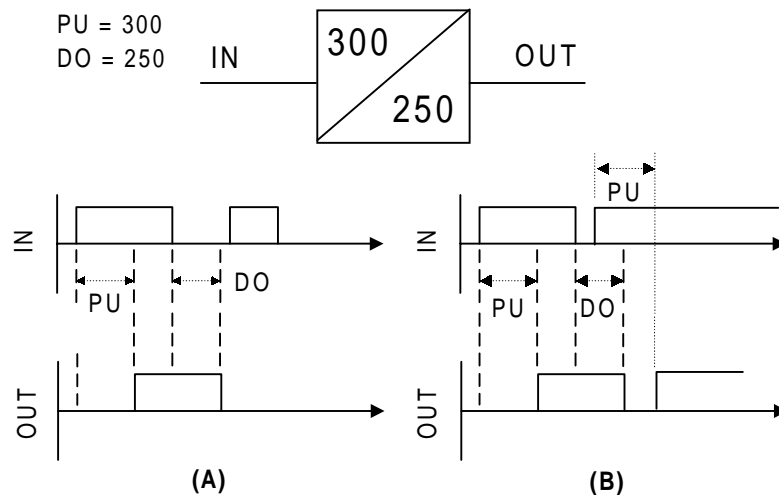 PU = 300
DO = 250
IN
300
250
OUT
IN
PU
DO
OUT
(A)
PU
IN
PU
DO
OUT
(B)